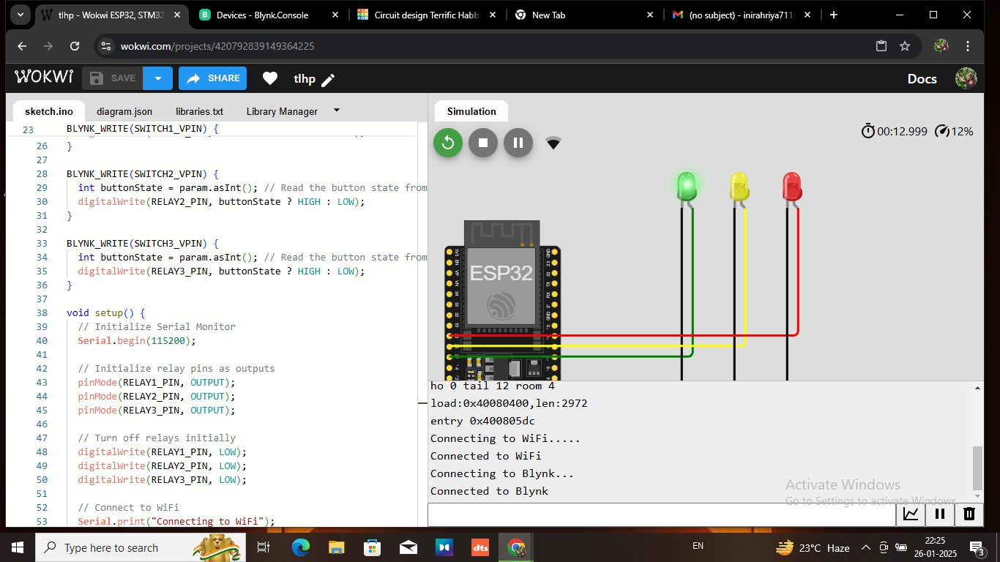 tlhp - Wokwi ESP32, STM32
Devices - Blynk.Console
Circuit design Terrific Habb
New Tab
(no subject) - inirahriya711
wokwi.com/projects/420792839149364225
WOKWi
SAVE
SHARE
tlhp
Docs
sketch.ino
diagram.json
libraries.txt
Library Manager
Simulation
23 BLYNK_WRITE(SWITCH1_VPIN) {
26 }
27
28 BLYNK_WRITE(SWITCH2_VPIN) {
29 int buttonState = param.asInt(); // Read the button state from
30 digitalWrite(RELAY2_PIN, buttonState ? HIGH : LOW);
31 }
32
33 BLYNK_WRITE(SWITCH3_VPIN) {
34 int buttonState = param.asInt(); // Read the button state from
35 digitalWrite(RELAY3_PIN, buttonState ? HIGH : LOW);
36 }
37
38 void setup() {
39 // Initialize Serial Monitor
40 Serial.begin(115200);
41
42 // Initialize relay pins as outputs
43 pinMode(RELAY1_PIN, OUTPUT);
44 pinMode(RELAY2_PIN, OUTPUT);
45 pinMode(RELAY3_PIN, OUTPUT);
46
47 // Turn off relays initially
48 digitalWrite(RELAY1_PIN, LOW);
49 digitalWrite(RELAY2_PIN, LOW);
50 digitalWrite(RELAY3_PIN, LOW);
51
52 // Connect to WiFi
53 Serial.print("Connecting to WiFi");
00:12.999
12%
ESP32
ho 0 tail 12 room 4
load:0x40080400,len:2972
entry 0x400805dc
Connecting to WiFi.....
Connected to WiFi
Connecting to Blynk...
Connected to Blynk
Activate Windows
Go to Settings to activate Windows.
Type here to search
dts
EN
23°C Haze
22:25
26-01-2025
3